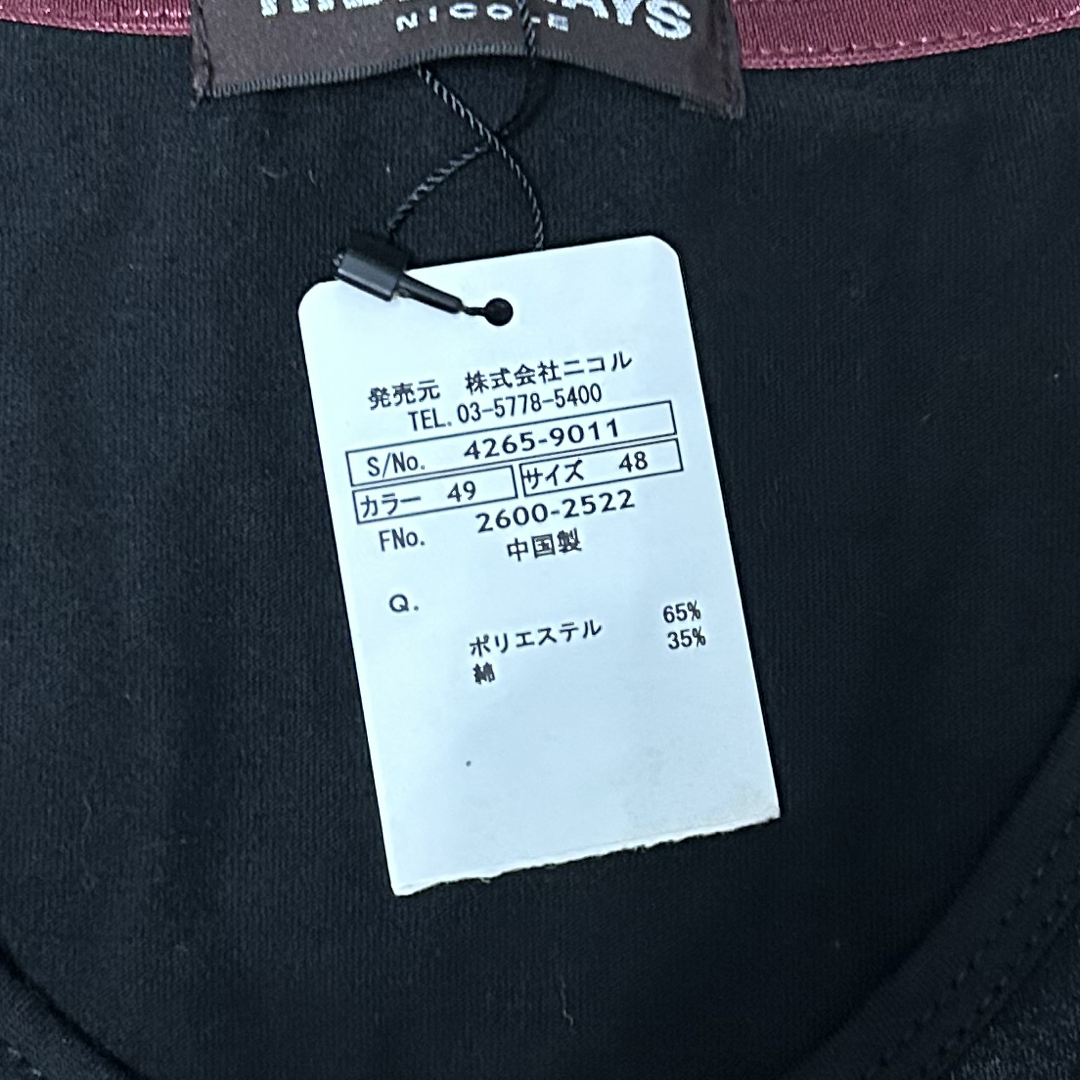 NICOLE
発売元 株式会社ニコル
TEL. 03-5778-5400
S/No. 4265-9011
カラー 49 サイズ 48
FNo. 2600-2522
中国製
Q.
ポリエステル 65%
綿 35%